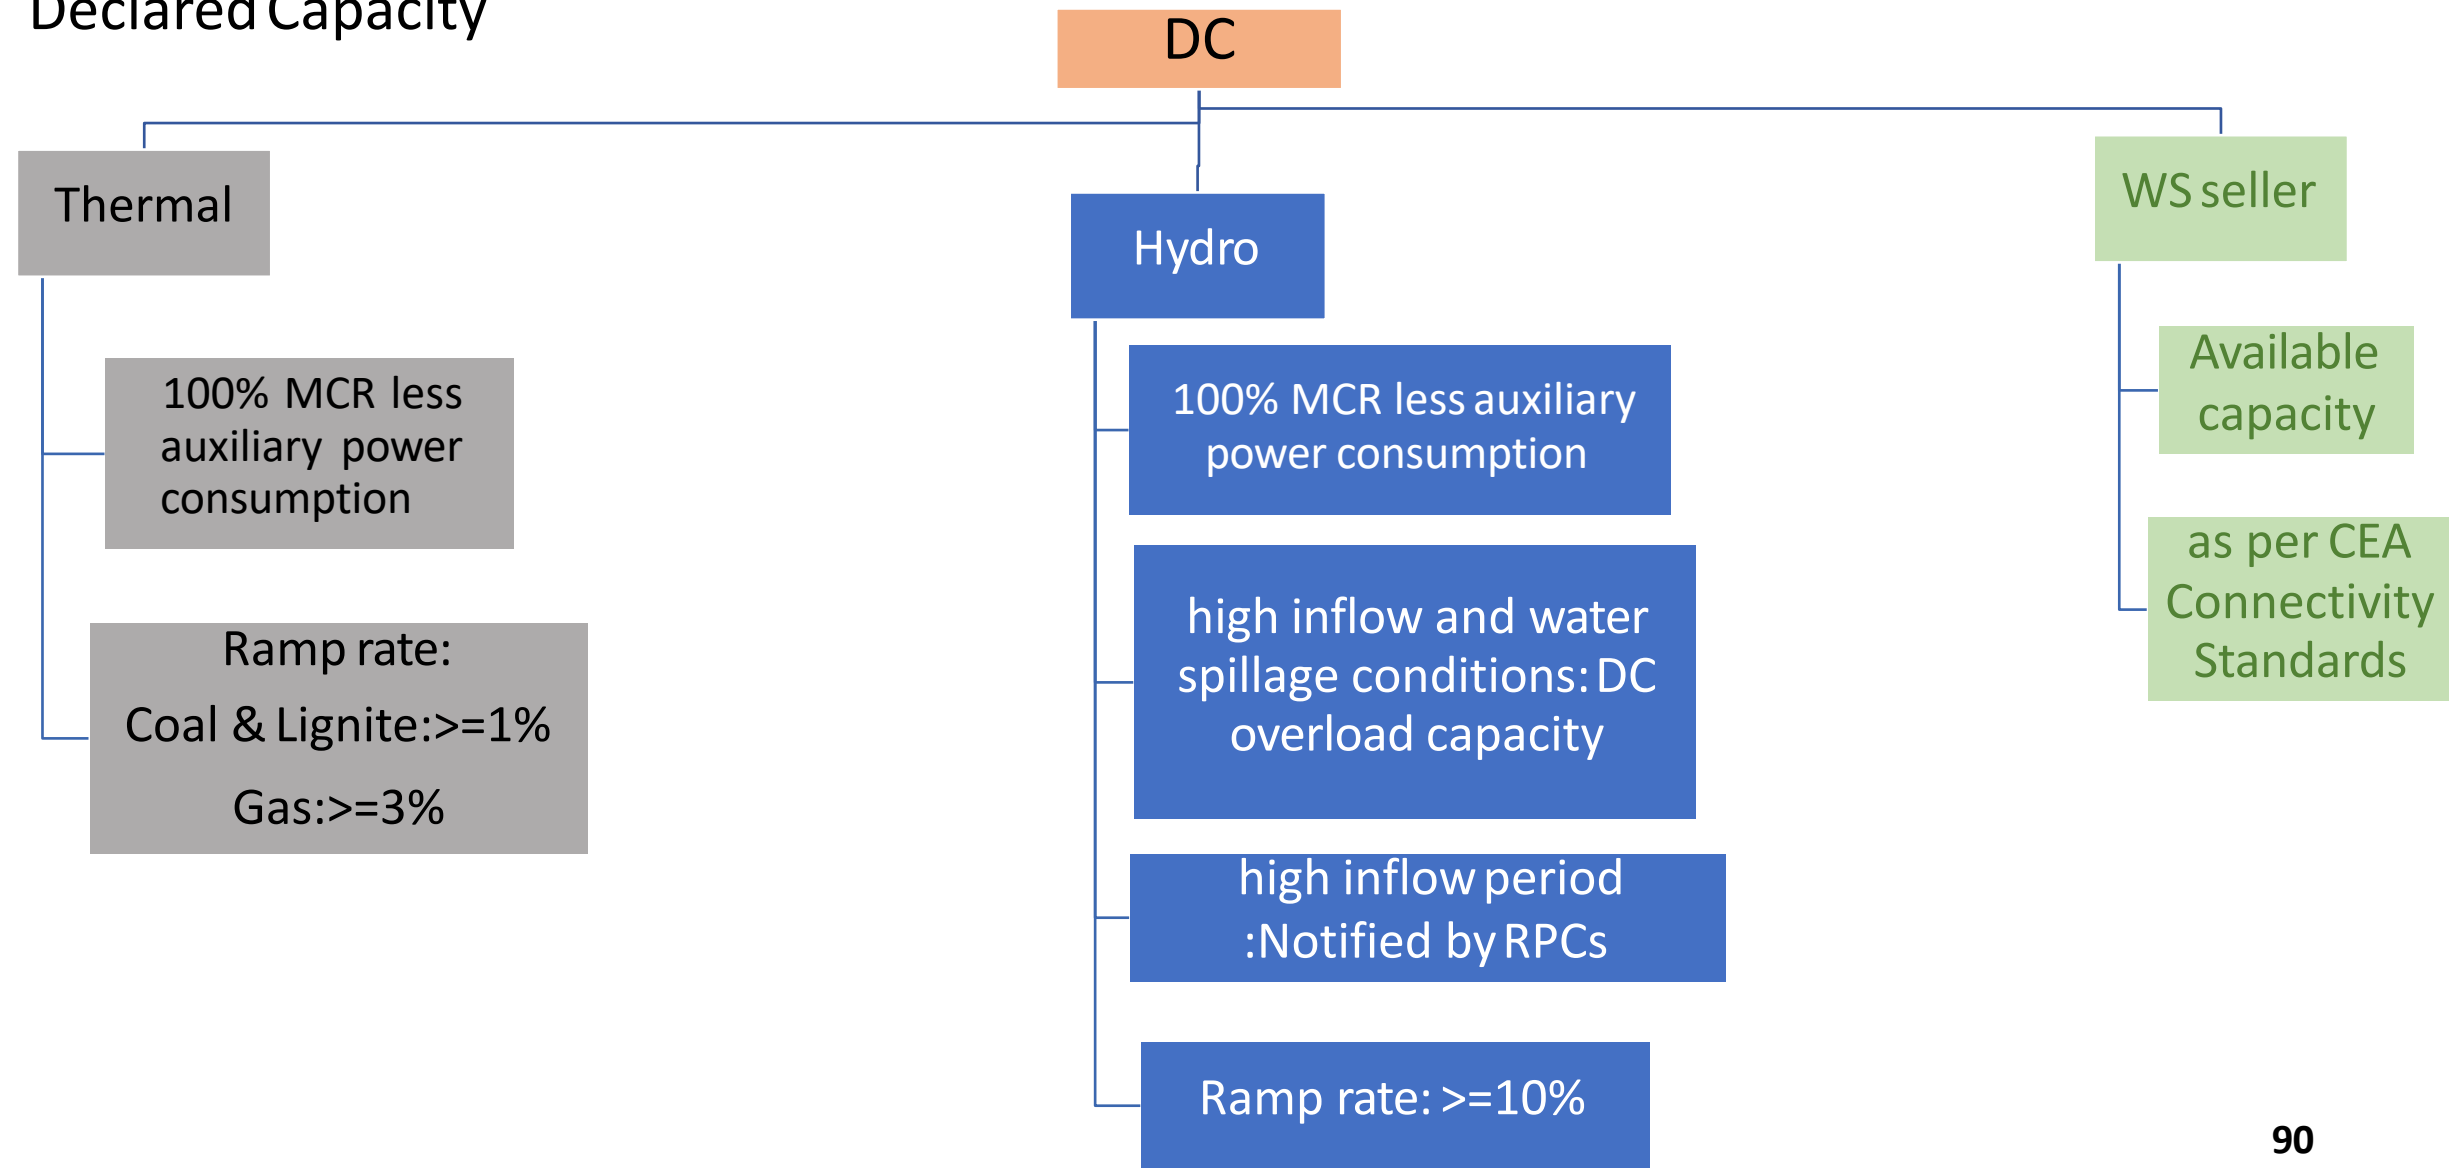 Declared Capacity
DC
Thermal
100% MCR less
auxiliary power
consumption
Ramp rate:
Coal & Lignite:>=1%
Gas:>=3%
Hydro
100% MCR less auxiliary
power consumption
high inflow and water
spillage conditions: DC
overload capacity
high inflow period
:Notified by RPCs
Ramp rate: >=10%
WS seller
Available
capacity
as per CEA
Connectivity
Standards
90